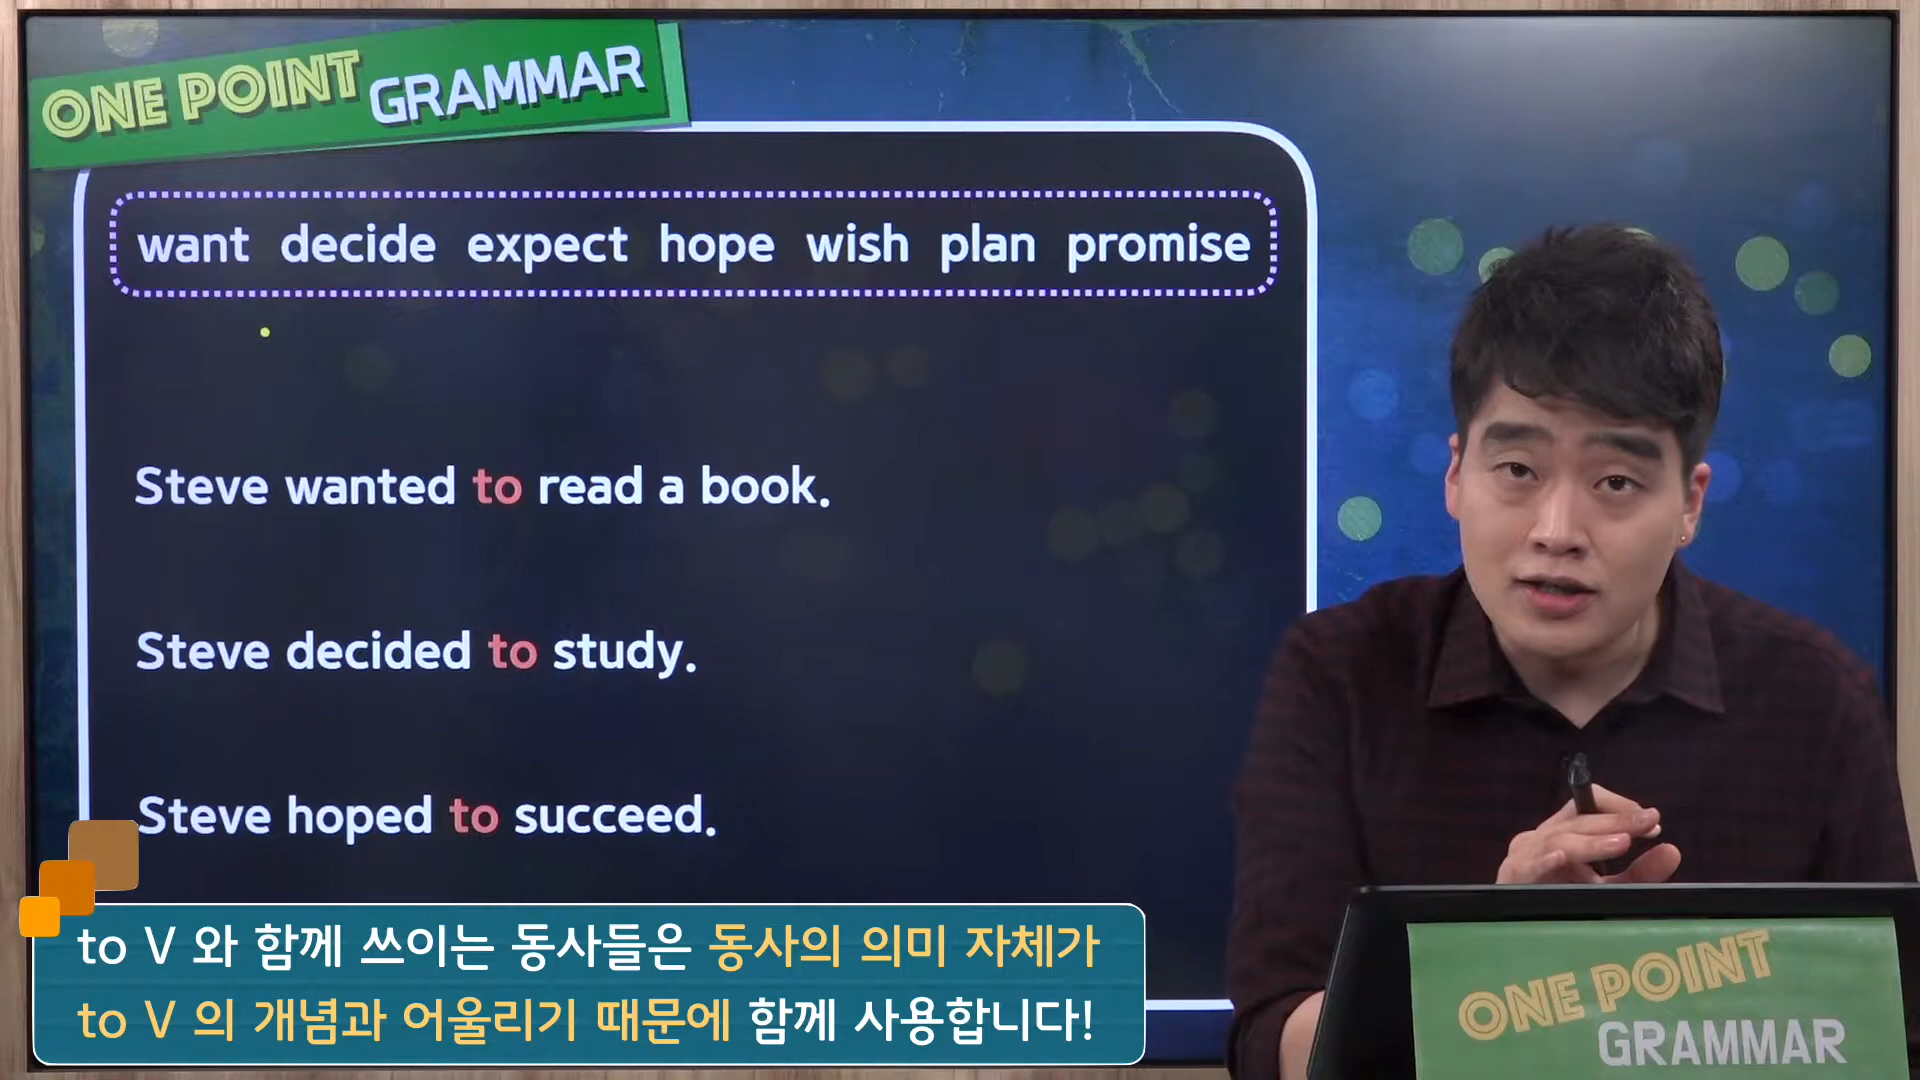 ONE POINT GRAMMAR
want decide expect hope wish plan promise
Steve wanted to read a book.
Steve decided to study.
Steve hoped to succeed.
to V 와 함께 쓰이는 동사들은 동사의 의미 자체가
to V 의 개념과 어울리기 때문에 함께 사용합니다!
ONE POINT
GRAMMAR